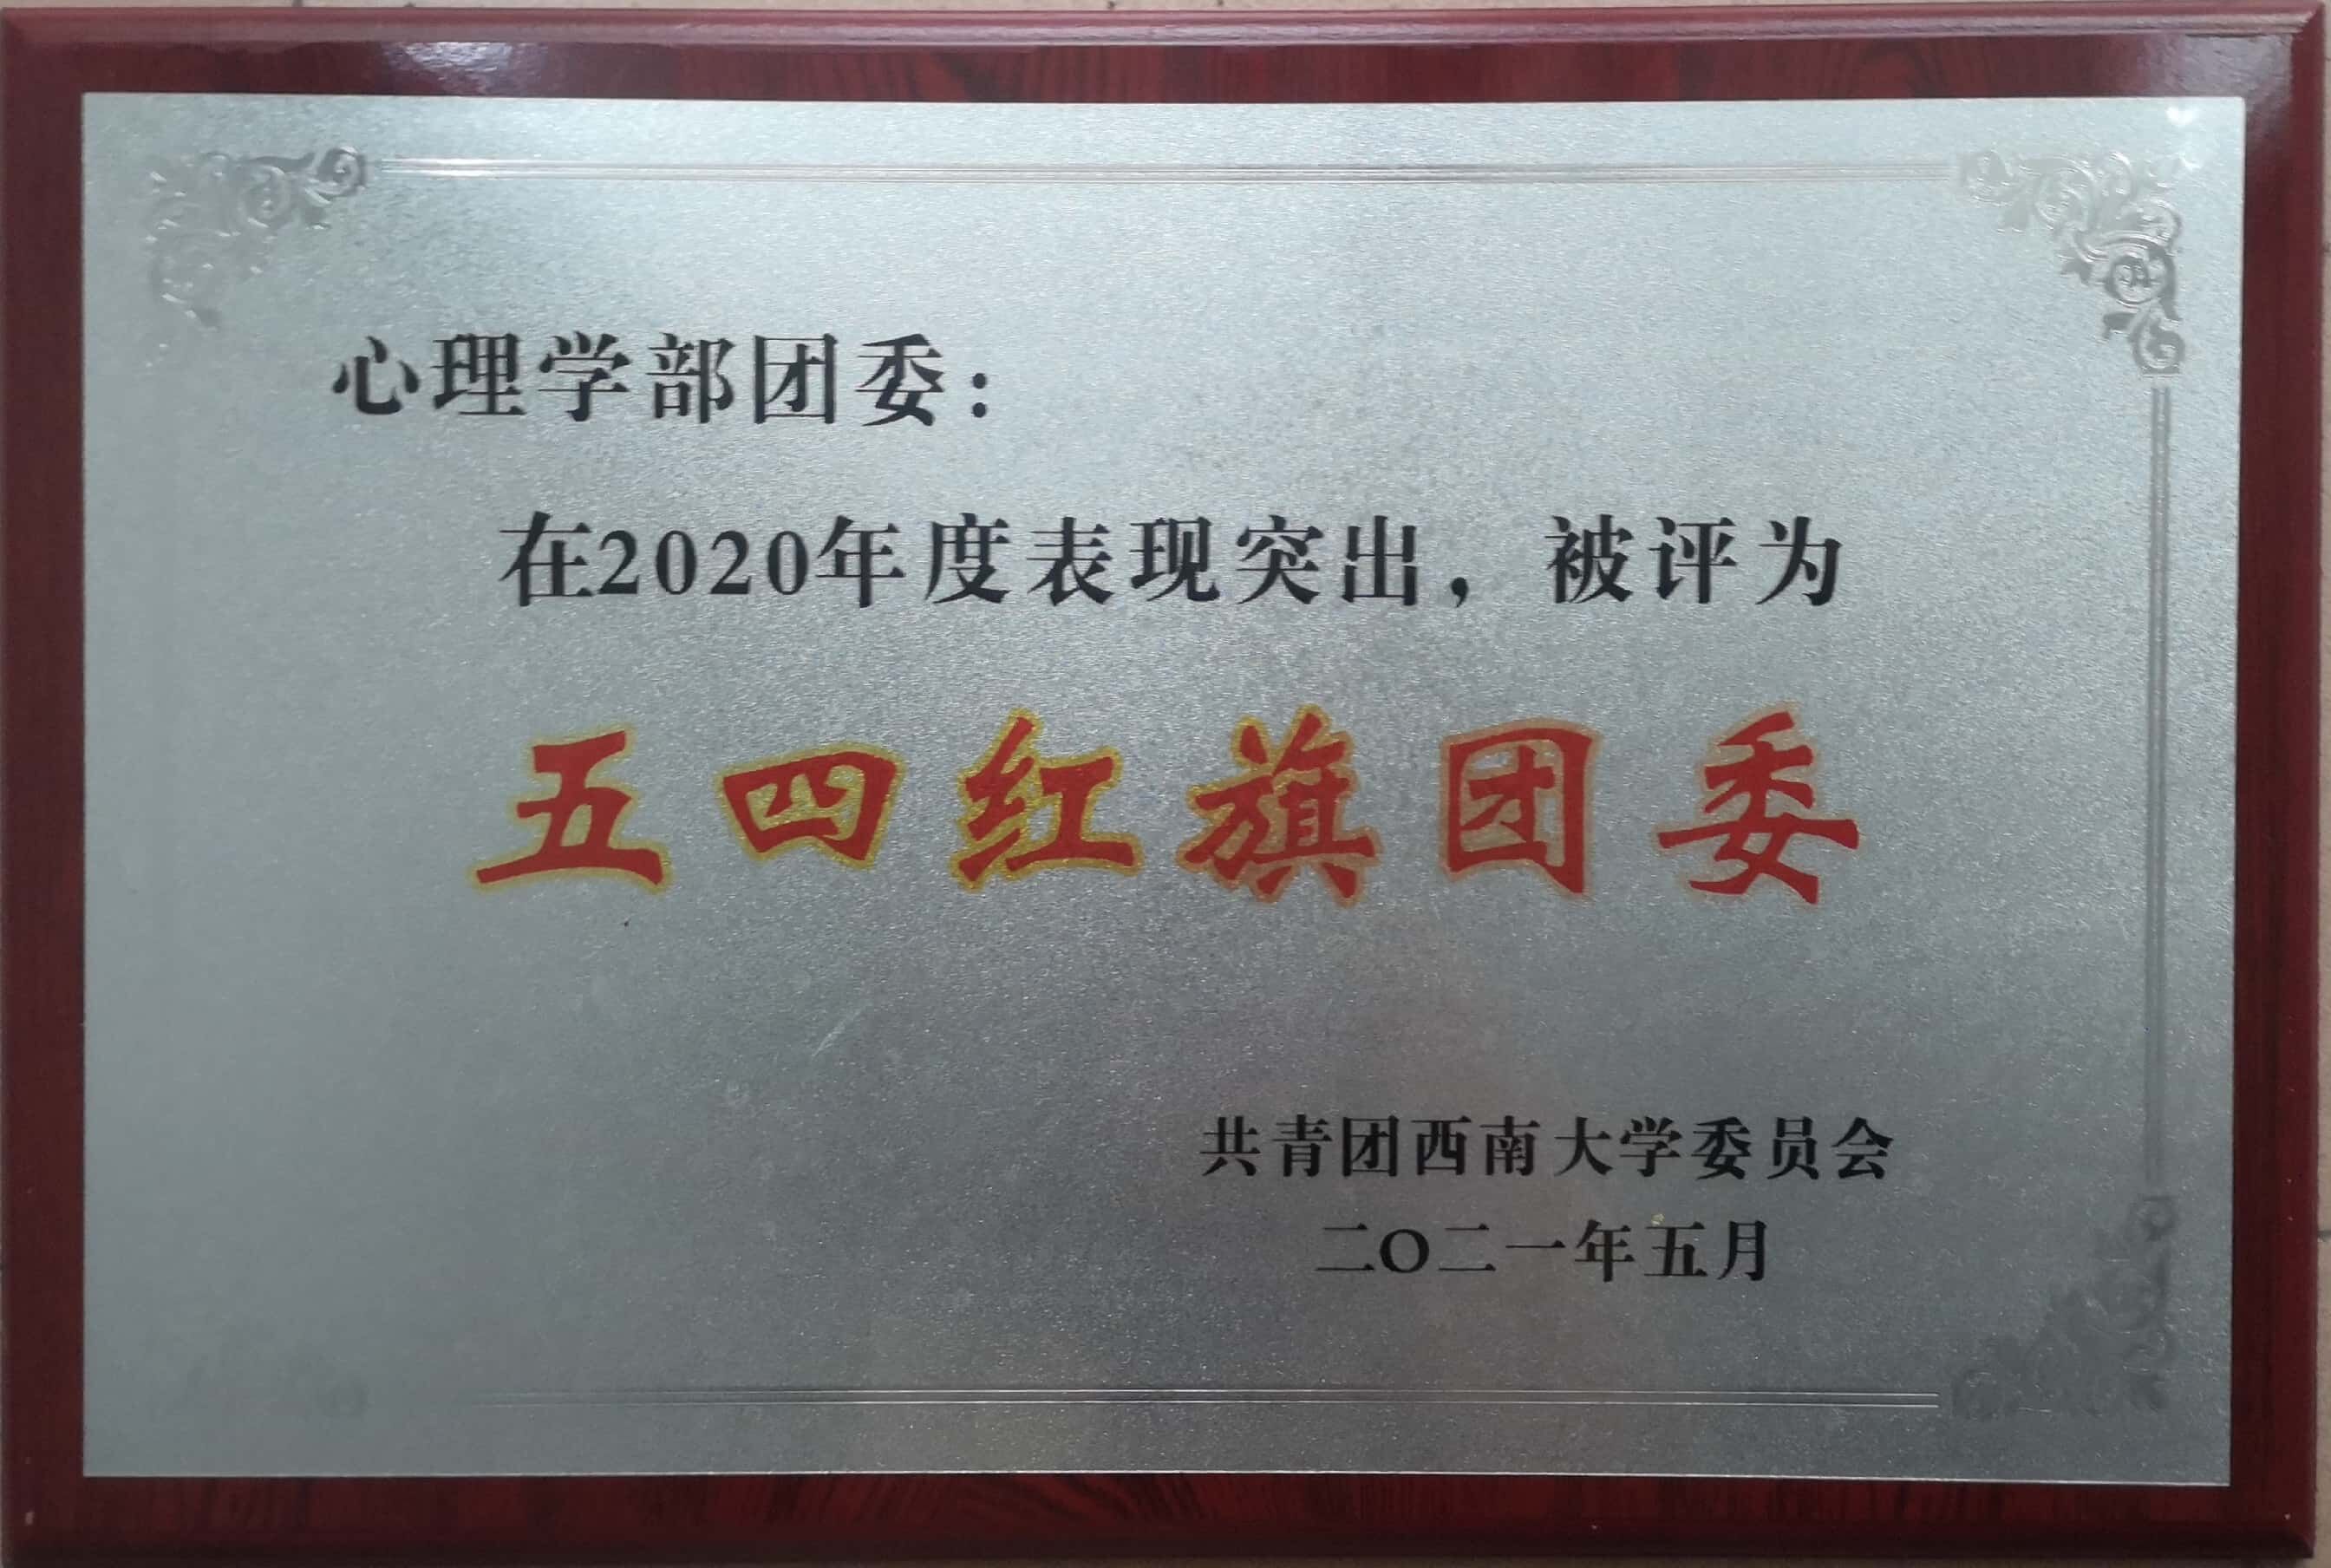 心理学部团委：
在2020年度表现突出，被评为
五四红旗团委
共青团西南大学委员会
二〇二一年五月